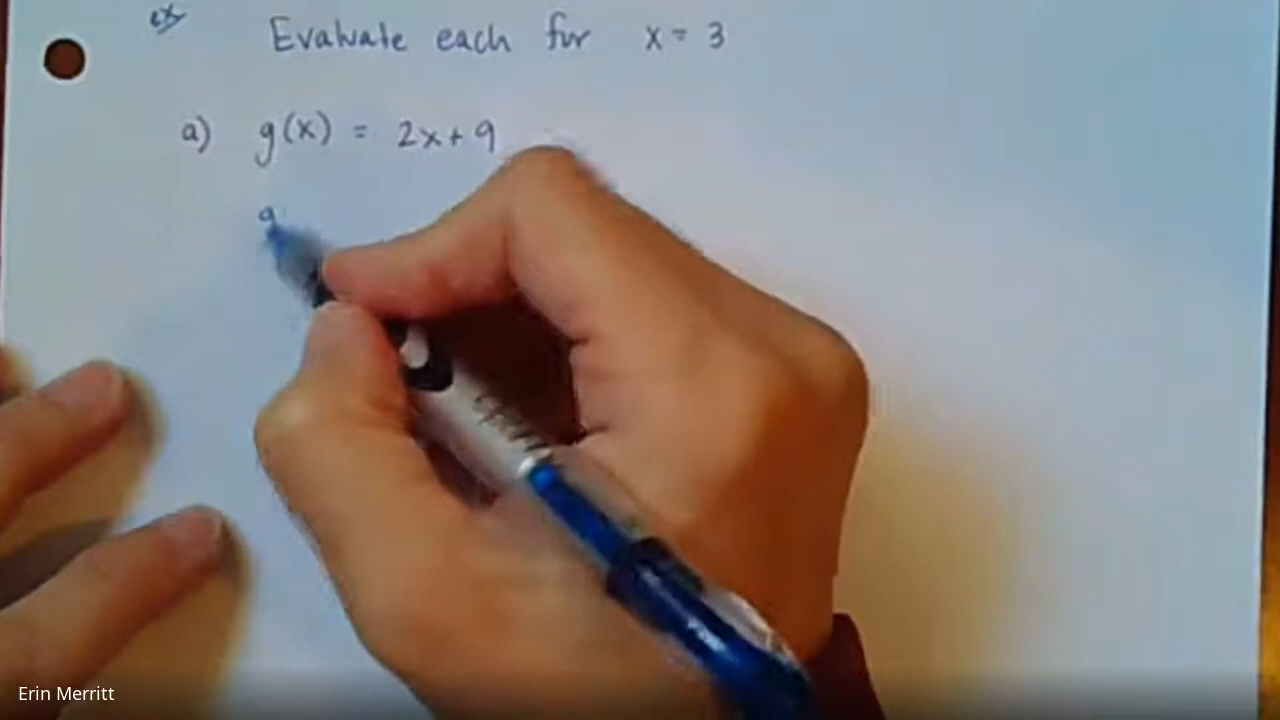 ex
Evaluate each for x = 3
a) g(x) = 2x + 9
g
Erin Merritt